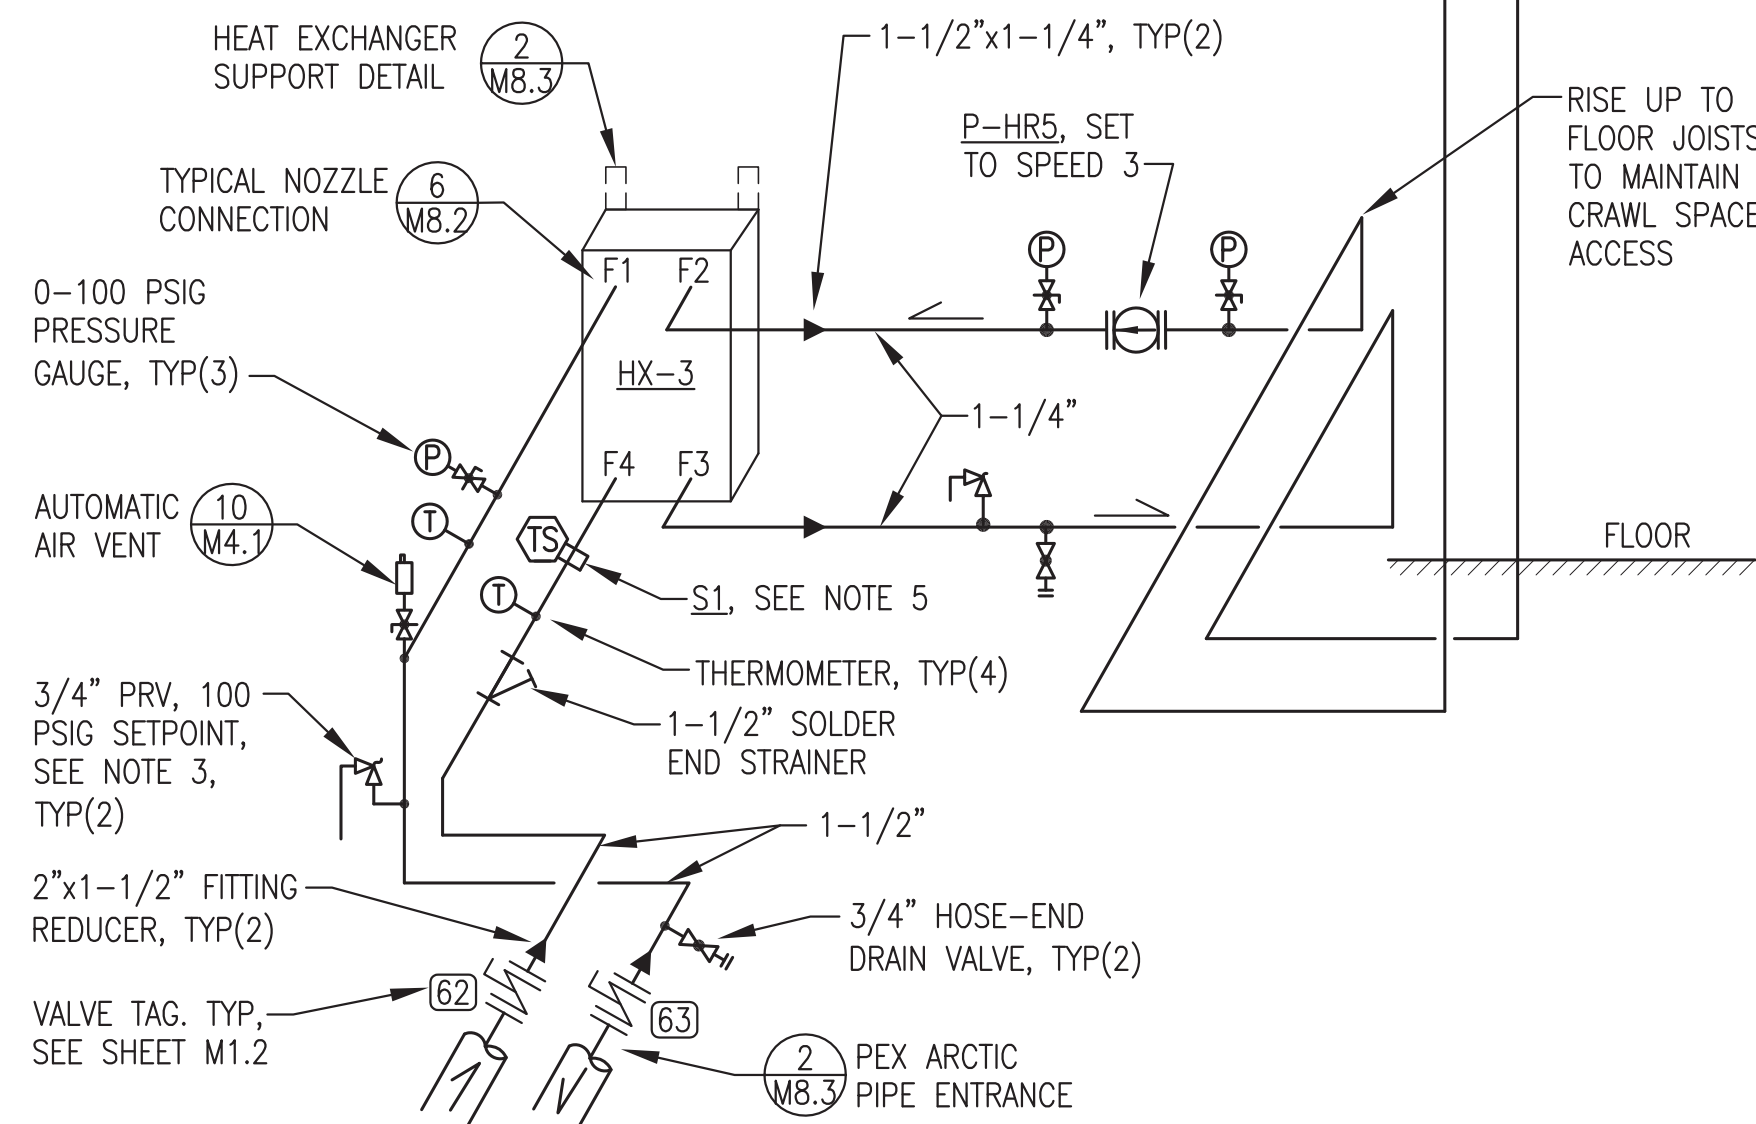 HEAT EXCHANGER
SUPPORT DETAIL
2
M8.3
1-1/2"x1-1/4", TYP(2)
P-HR5, SET
TO SPEED 3
RISE UP TO
FLOOR JOISTS
TO MAINTAIN
CRAWL SPACE
ACCESS
TYPICAL NOZZLE
CONNECTION
6
M8.2
P
P
F1
F2
0-100 PSIG
PRESSURE
GAUGE, TYP(3)
HX-3
1-1/4"
P
F4
F3
AUTOMATIC
AIR VENT
10
M4.1
T
TS
FLOOR
T
S1, SEE NOTE 5
THERMOMETER, TYP(4)
3/4" PRV, 100
PSIG SETPOINT,
SEE NOTE 3,
TYP(2)
1-1/2" SOLDER
END STRAINER
1-1/2"
2"x1-1/2" FITTING
REDUCER, TYP(2)
3/4" HOSE-END
DRAIN VALVE, TYP(2)
62
63
VALVE TAG. TYP,
SEE SHEET M1.2
2
M8.3
PEX ARCTIC
PIPE ENTRANCE